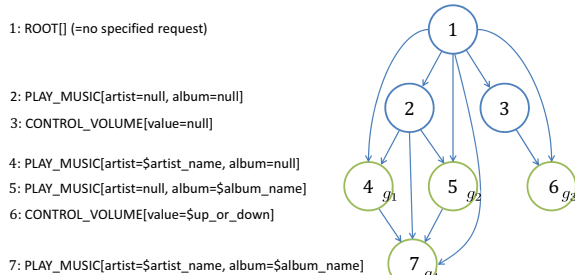 1: ROOT[] (=no specified request)
2: PLAY_MUSIC[artist=null, album=null]
3: CONTROL_VOLUME[value=null]
4: PLAY_MUSIC[artist=$artist_name, album=null]
5: PLAY_MUSIC[artist=null, album=$album_name]
6: CONTROL_VOLUME[value=$up_or_down]
7: PLAY_MUSIC[artist=$artist_name, album=$album_name]
1
2
3
4 g1
5 g2
6 g3
7